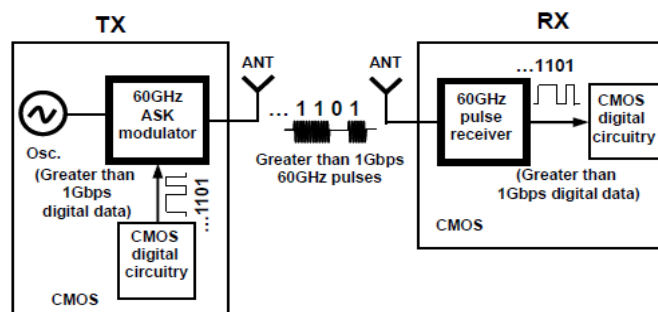 TX
60GHz
ASK
modulator
Osc.
(Greater than
1Gbps
digital data)
...1101
CMOS
digital
circuitry
CMOS
ANT
... 1 1 0 1
Greater than 1Gbps
60GHz pulses
ANT
RX
60GHz
pulse
receiver
...1101
CMOS
digital
circuitry
(Greater than
1Gbps digital data)
CMOS